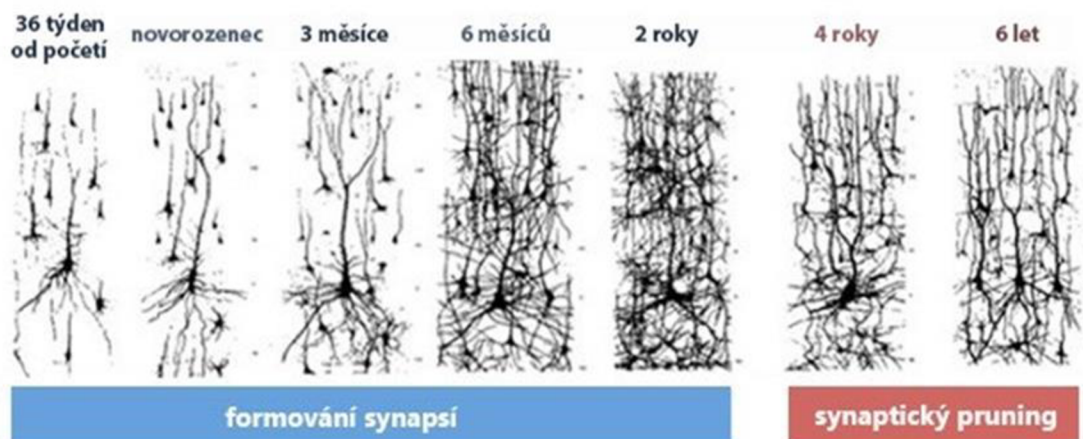 36 týden
od početí
novorozenec
3 měsíce
6 měsíců
2 roky
4 roky
6 let
formování synapsí
synaptický pruning